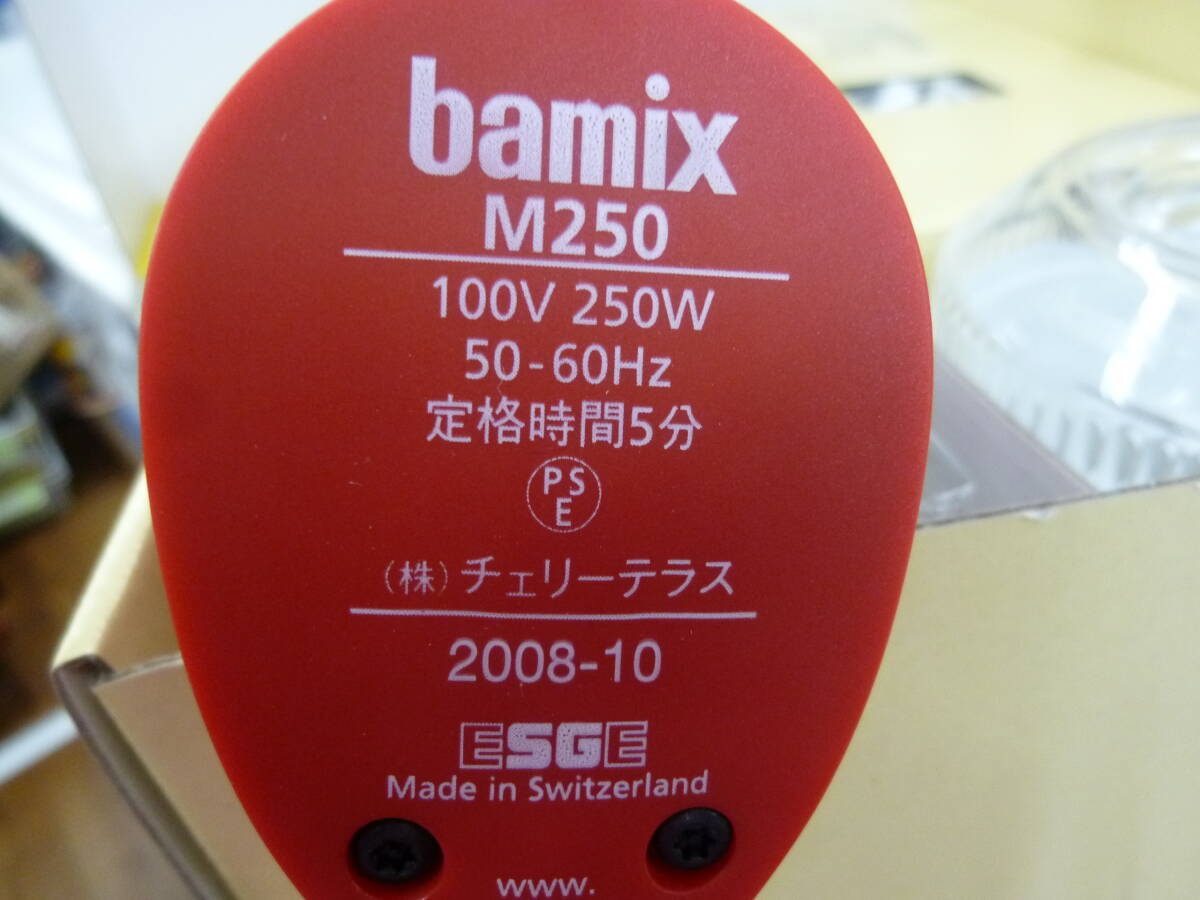 bamix
M250
100V 250W
50-60Hz
定格時間5分
PS
E
（株）チェリーテラス
2008-10
ESGE
Made in Switzerland
www.